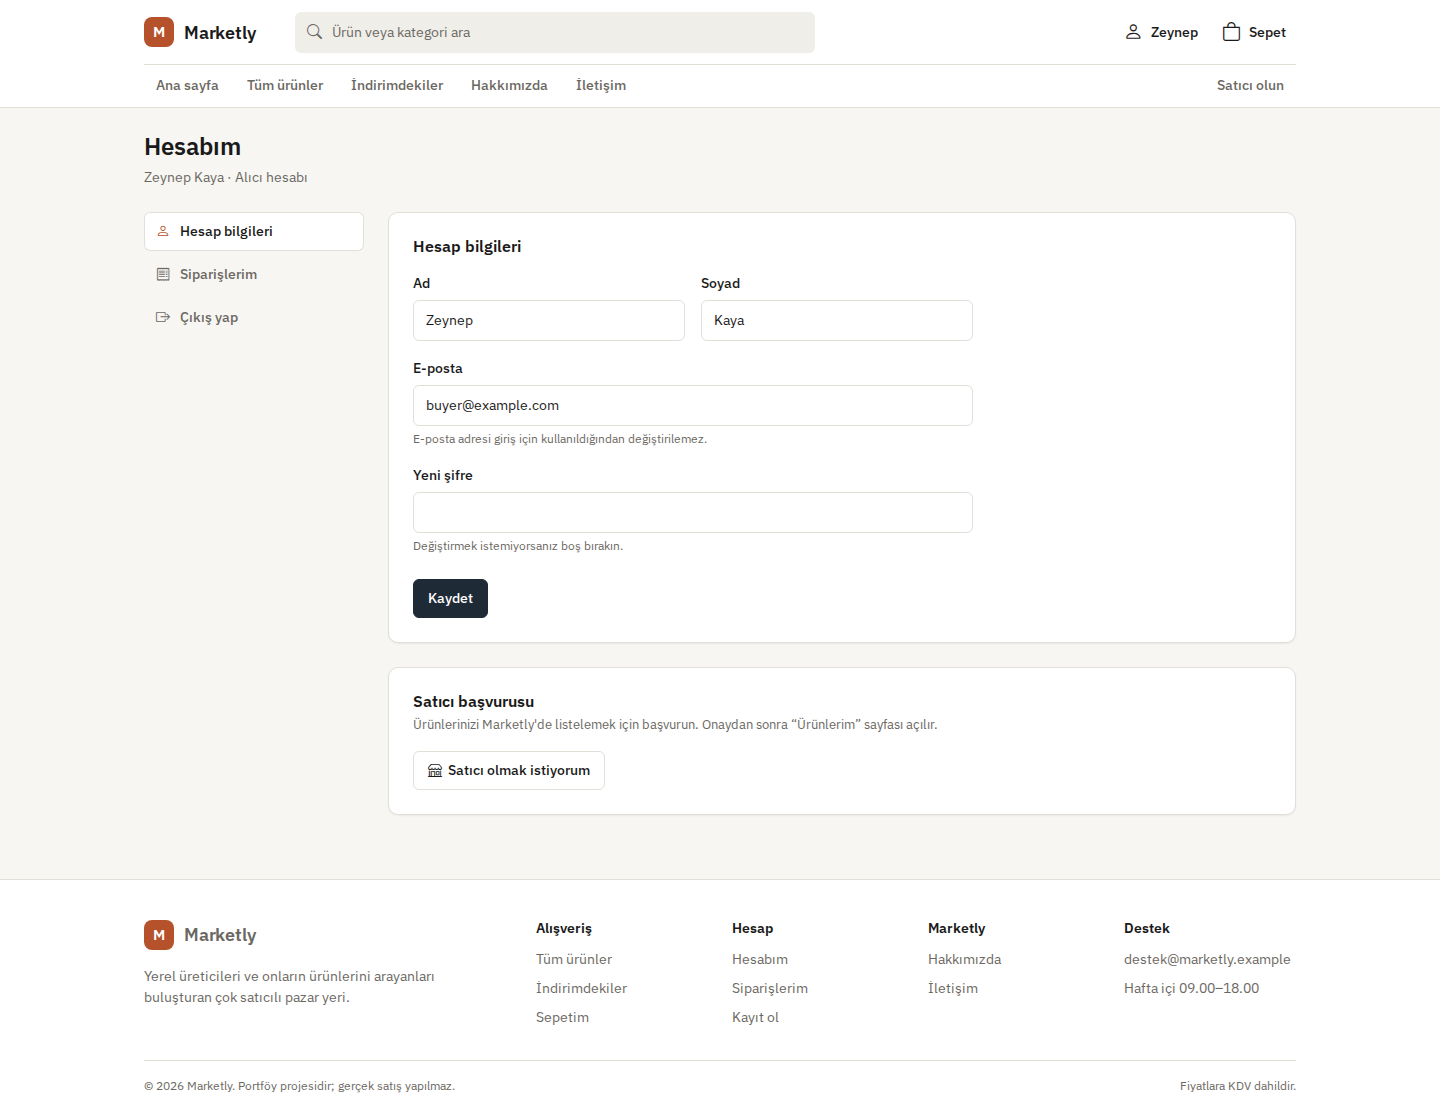 M Marketly
Ürün veya kategori ara
Zeynep
Sepet
Ana sayfa
Tüm ürünler
İndirimdekiler
Hakkımızda
İletişim
Satıcı olun
Hesabım
Zeynep Kaya · Alıcı hesabı
Hesap bilgileri
Siparişlerim
Çıkış yap
Hesap bilgileri
Ad
Soyad
Zeynep
Kaya
E-posta
buyer@example.com
E-posta adresi giriş için kullanıldığından değiştirilemez.
Yeni şifre
Değiştirmek istemiyorsanız boş bırakın.
Kaydet
Satıcı başvurusu
Ürünlerinizi Marketly'de listelemek için başvurun. Onaydan sonra “Ürünlerim” sayfası açılır.
Satıcı olmak istiyorum
M Marketly
Yerel üreticileri ve onların ürünlerini arayanları
buluşturan çok satıcılı pazar yeri.
Alışveriş
Tüm ürünler
İndirimdekiler
Sepetim
Hesap
Hesabım
Siparişlerim
Kayıt ol
Marketly
Hakkımızda
İletişim
Destek
destek@marketly.example
Hafta içi 09.00–18.00
© 2026 Marketly. Portföy projesidir; gerçek satış yapılmaz.
Fiyatlara KDV dahildir.